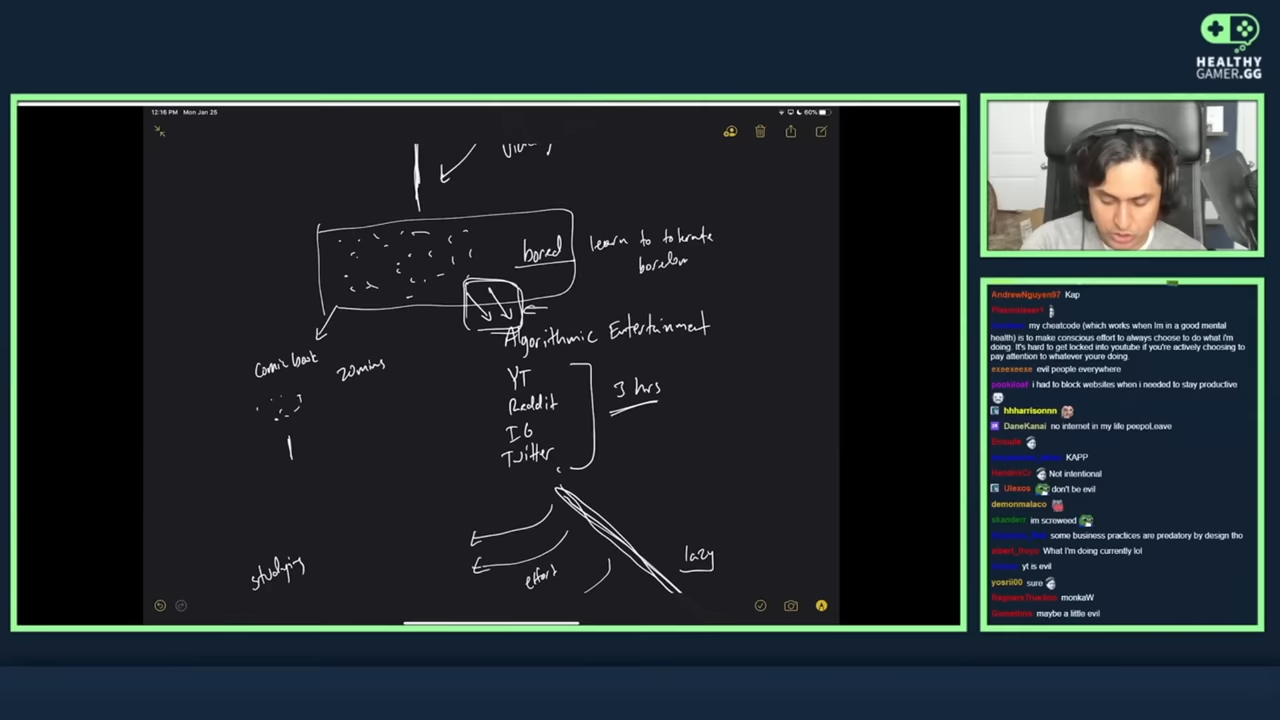 HEALTHY
GAMER.GG
12:16 PM Mon Jan 25
60%
bored
learn to tolerate
boredom
Algorithmic Entertainment
Comic book
20mins
YT
Reddit
IG
Twitter
3 hrs
lazy
effort
studying
AndrewNguyen97 Kap
my cheatcode (which works when Im in a good mental
health) is to make conscious effort to always choose to do what i'm
doing. It's hard to get locked into youtube if you're actively choosing to
pay attention to whatever youre doing.
exeexeexe evil people everywhere
pookiloaf i had to block websites when i needed to stay productive
hhharrisonnn
DaneKanai no internet in my life peepoLeave
KAPP
Not intentional
Ulexos don't be evil
demonmalaco
skanderr im screwed
some business practices are predatory by design tho
What I'm doing currently lol
yt is evil
yosrii00 sure
monkaW
maybe a little evil